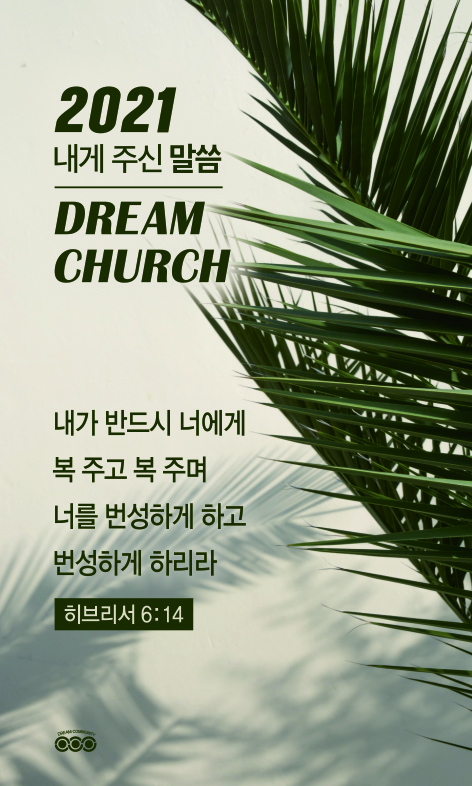 2021
내게 주신 말씀
DREAM
CHURCH
내가 반드시 너에게
복 주고 복 주며
너를 번성하게 하고
번성하게 하리라
히브리서 6:14
DREAM COMMUNITY